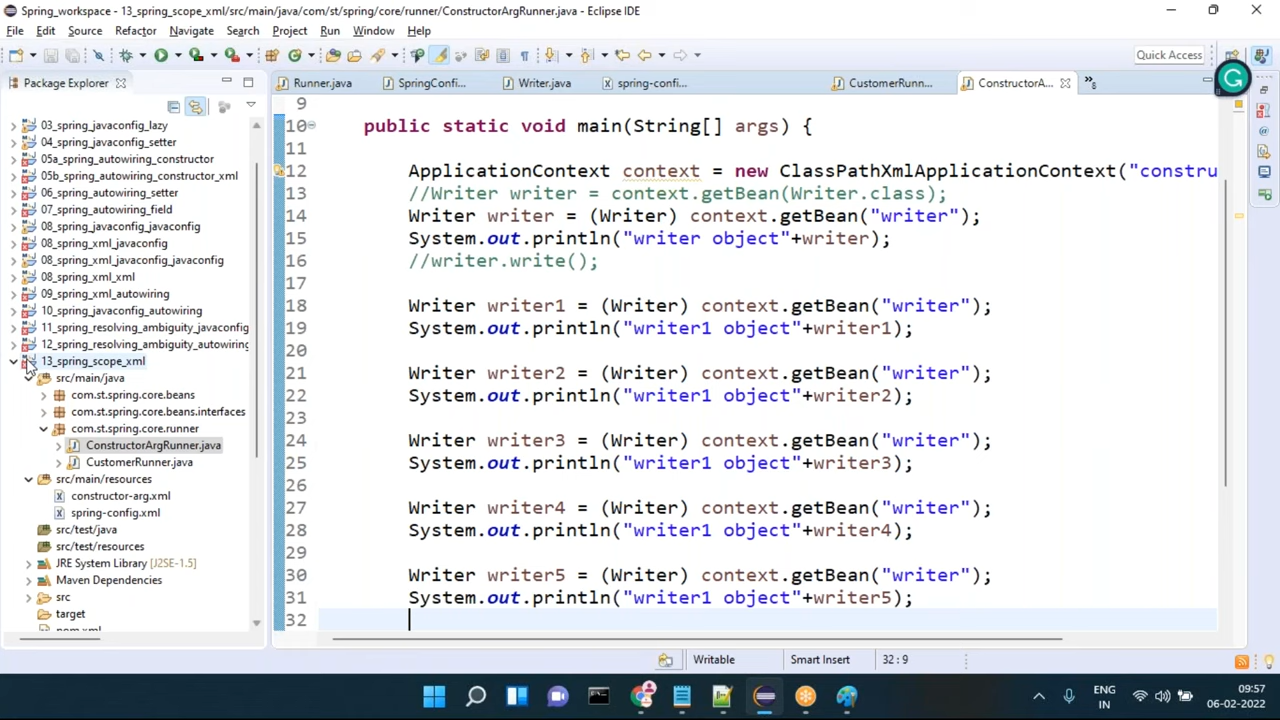 Spring_workspace - 13_spring_scope_xml/src/main/java/com/st/spring/core/runner/ConstructorArgRunner.java - Eclipse IDE
File Edit Source Refactor Navigate Search Project Run Window Help
Quick Access
Package Explorer
Runner.java SpringConfi... Writer.java spring-confi... CustomerRunn... ConstructorA... »8
03_spring_javaconfig_lazy
04_spring_javaconfig_setter
05a_spring_autowiring_constructor
05b_spring_autowiring_constructor_xml
06_spring_autowiring_setter
07_spring_autowiring_field
08_spring_javaconfig_javaconfig
08_spring_xml_javaconfig
08_spring_xml_javaconfig_javaconfig
08_spring_xml_xml
09_spring_xml_autowiring
10_spring_javaconfig_autowiring
11_spring_resolving_ambiguity_javaconfig
12_spring_resolving_ambiguity_autowiring
13_spring_scope_xml
src/main/java
com.st.spring.core.beans
com.st.spring.core.beans.interfaces
com.st.spring.core.runner
ConstructorArgRunner.java
CustomerRunner.java
src/main/resources
constructor-arg.xml
spring-config.xml
src/test/java
src/test/resources
JRE System Library [J2SE-1.5]
Maven Dependencies
src
target
pom.xml
9
10 public static void main(String[] args) {
11
12 ApplicationContext context = new ClassPathXmlApplicationContext("constru
13 //Writer writer = context.getBean(Writer.class);
14 Writer writer = (Writer) context.getBean("writer");
15 System.out.println("writer object"+writer);
16 //writer.write();
17
18 Writer writer1 = (Writer) context.getBean("writer");
19 System.out.println("writer1 object"+writer1);
20
21 Writer writer2 = (Writer) context.getBean("writer");
22 System.out.println("writer1 object"+writer2);
23
24 Writer writer3 = (Writer) context.getBean("writer");
25 System.out.println("writer1 object"+writer3);
26
27 Writer writer4 = (Writer) context.getBean("writer");
28 System.out.println("writer1 object"+writer4);
29
30 Writer writer5 = (Writer) context.getBean("writer");
31 System.out.println("writer1 object"+writer5);
32
Writable Smart Insert 32 : 9
ENG
IN
09:57
06-02-2022